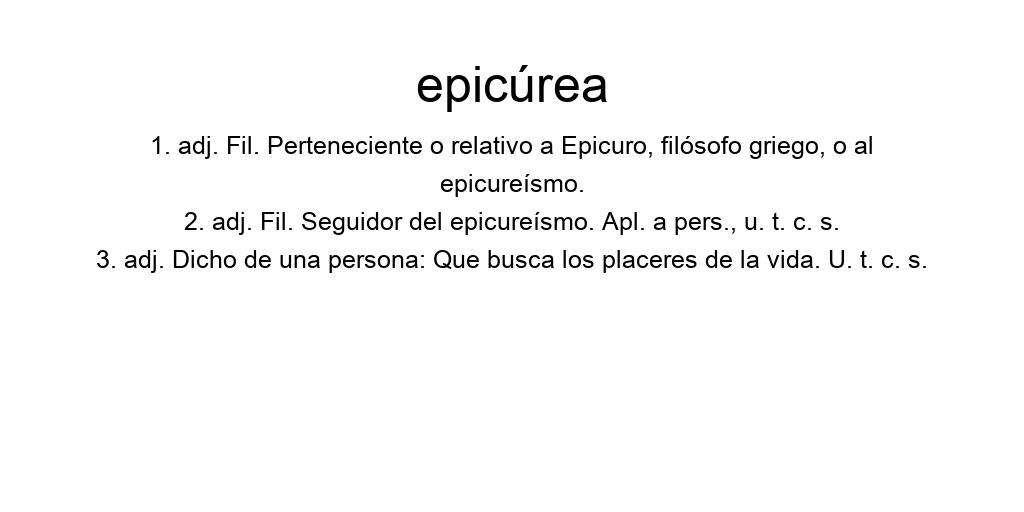 epicúrea
1. adj. Fil. Perteneciente o relativo a Epicuro, filósofo griego, o al
epicureísmo.
2. adj. Fil. Seguidor del epicureísmo. Apl. a pers., u. t. c. s.
3. adj. Dicho de una persona: Que busca los placeres de la vida. U. t. c. s.